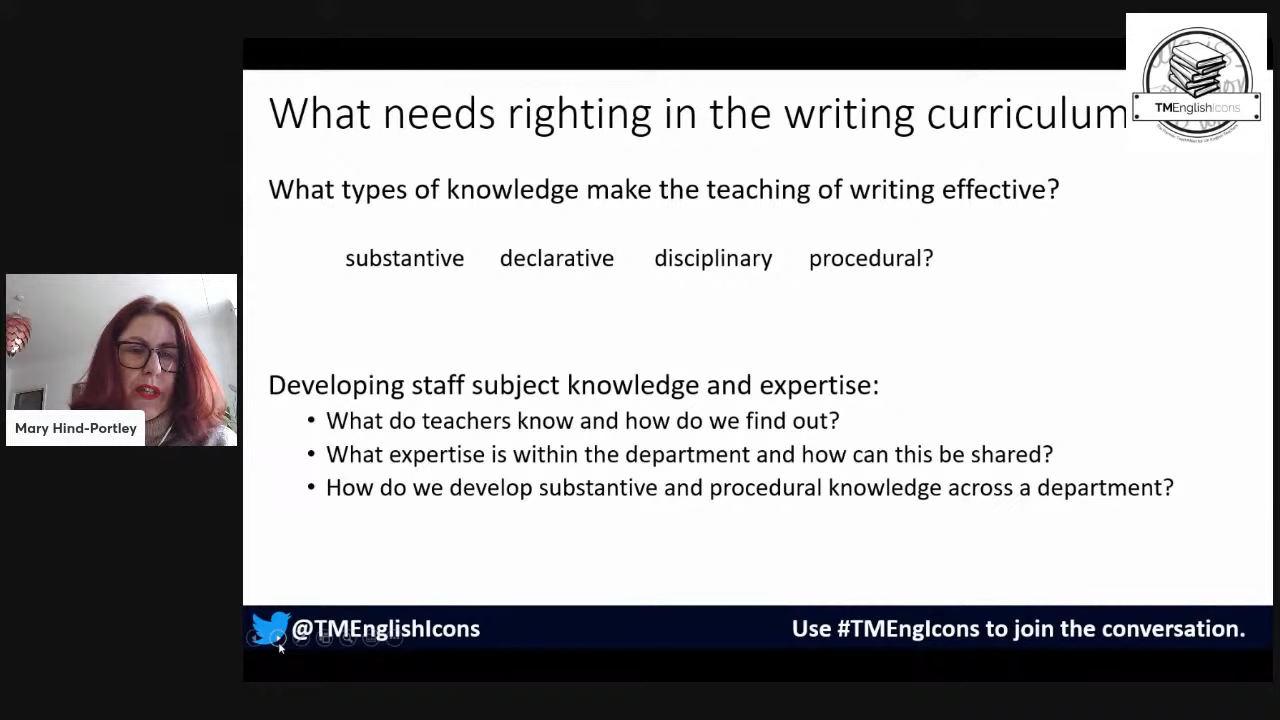 What needs righting in the writing curriculum
TMEnglishIcons
What types of knowledge make the teaching of writing effective?
substantive declarative disciplinary procedural?
Mary Hind-Portley
Developing staff subject knowledge and expertise:
• What do teachers know and how do we find out?
• What expertise is within the department and how can this be shared?
• How do we develop substantive and procedural knowledge across a department?
@TMEnglishIcons
Use #TMEngIcons to join the conversation.